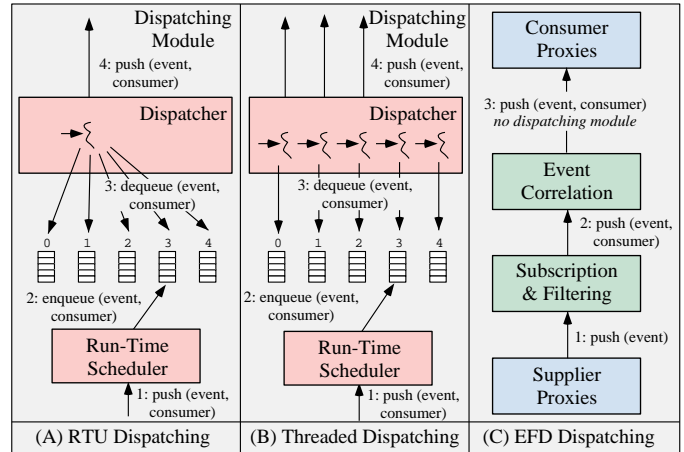 Dispatching
Module
4: push (event,
consumer)
Dispatcher
3: dequeue (event,
consumer)
0 1 2 3 4
2: enqueue (event,
consumer)
Run-Time
Scheduler
1: push (event,
consumer)
(A) RTU Dispatching
Dispatching
Module
4: push (event,
consumer)
Dispatcher
3: dequeue (event,
consumer)
0 1 2 3 4
2: enqueue (event,
consumer)
Run-Time
Scheduler
1: push (event,
consumer)
(B) Threaded Dispatching
Consumer
Proxies
3: push (event, consumer)
no dispatching module
Event
Correlation
2: push (event,
consumer)
Subscription
& Filtering
1: push (event)
Supplier
Proxies
(C) EFD Dispatching